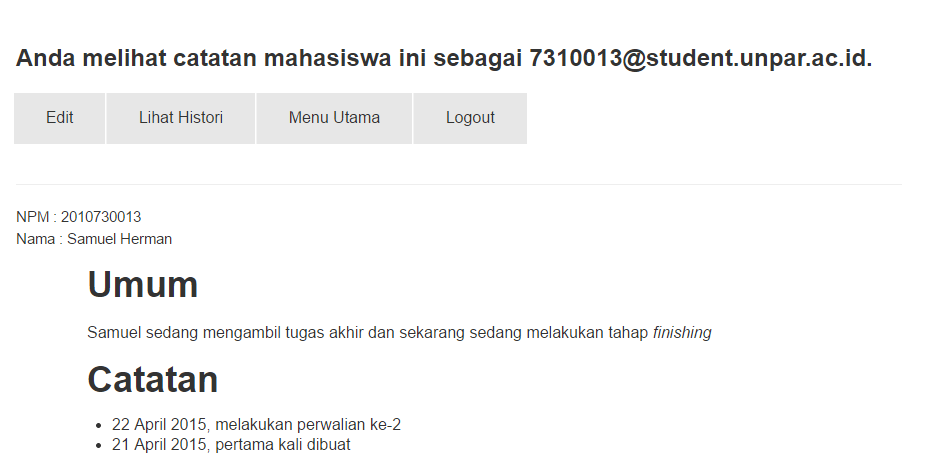 Anda melihat catatan mahasiswa ini sebagai 7310013@student.unpar.ac.id.
Edit Lihat Histori Menu Utama Logout
NPM : 2010730013
Nama : Samuel Herman
Umum
Samuel sedang mengambil tugas akhir dan sekarang sedang melakukan tahap finishing
Catatan
• 22 April 2015, melakukan perwalian ke-2
• 21 April 2015, pertama kali dibuat